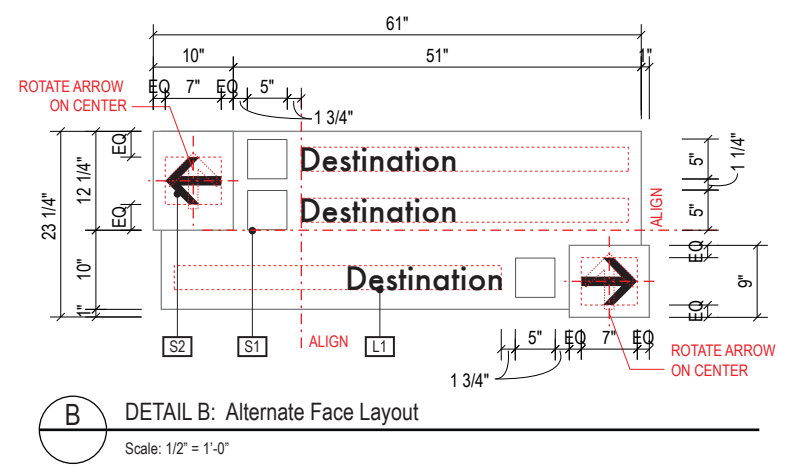 61"
10"
51"
1"
ROTATE ARROW
ON CENTER
EQ
7"
EQ
5"
1 3/4"
EQ
12 1/4"
23 1/4"
EQ
10"
1"
Destination
Destination
Destination
5"
1 1/4"
5"
ALIGN
EQ
9"
EQ
S2
S1
ALIGN
L1
5"
EQ
7"
EQ
1 3/4"
ROTATE ARROW
ON CENTER
B
DETAIL B: Alternate Face Layout
Scale: 1/2” = 1’-0”